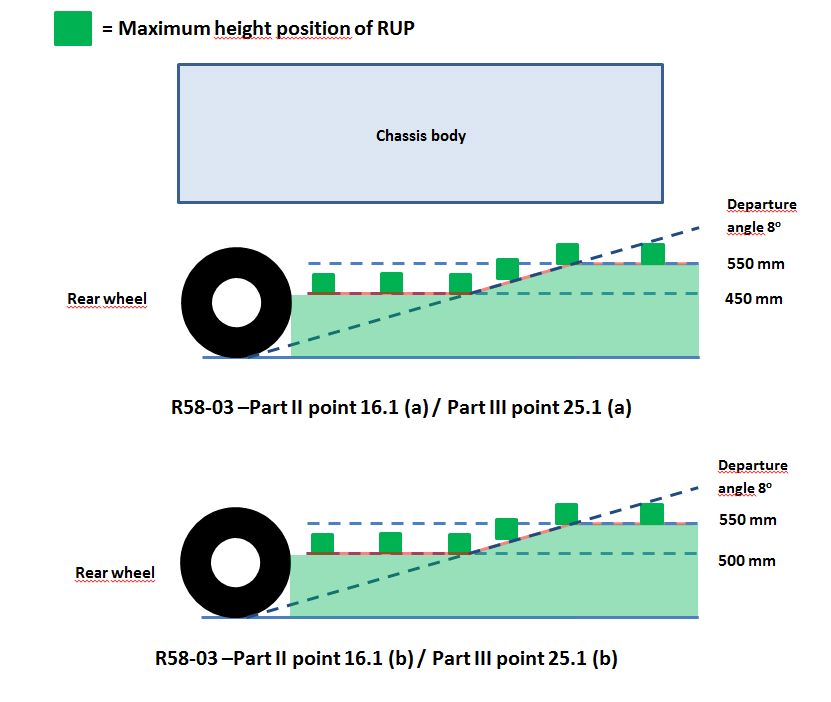 = Maximum height position of RUP
Chassis body
Departure
angle 8º
550 mm
450 mm
Rear wheel
R58-03 –Part II point 16.1 (a) / Part III point 25.1 (a)
Departure
angle 8º
550 mm
500 mm
Rear wheel
R58-03 –Part II point 16.1 (b) / Part III point 25.1 (b)